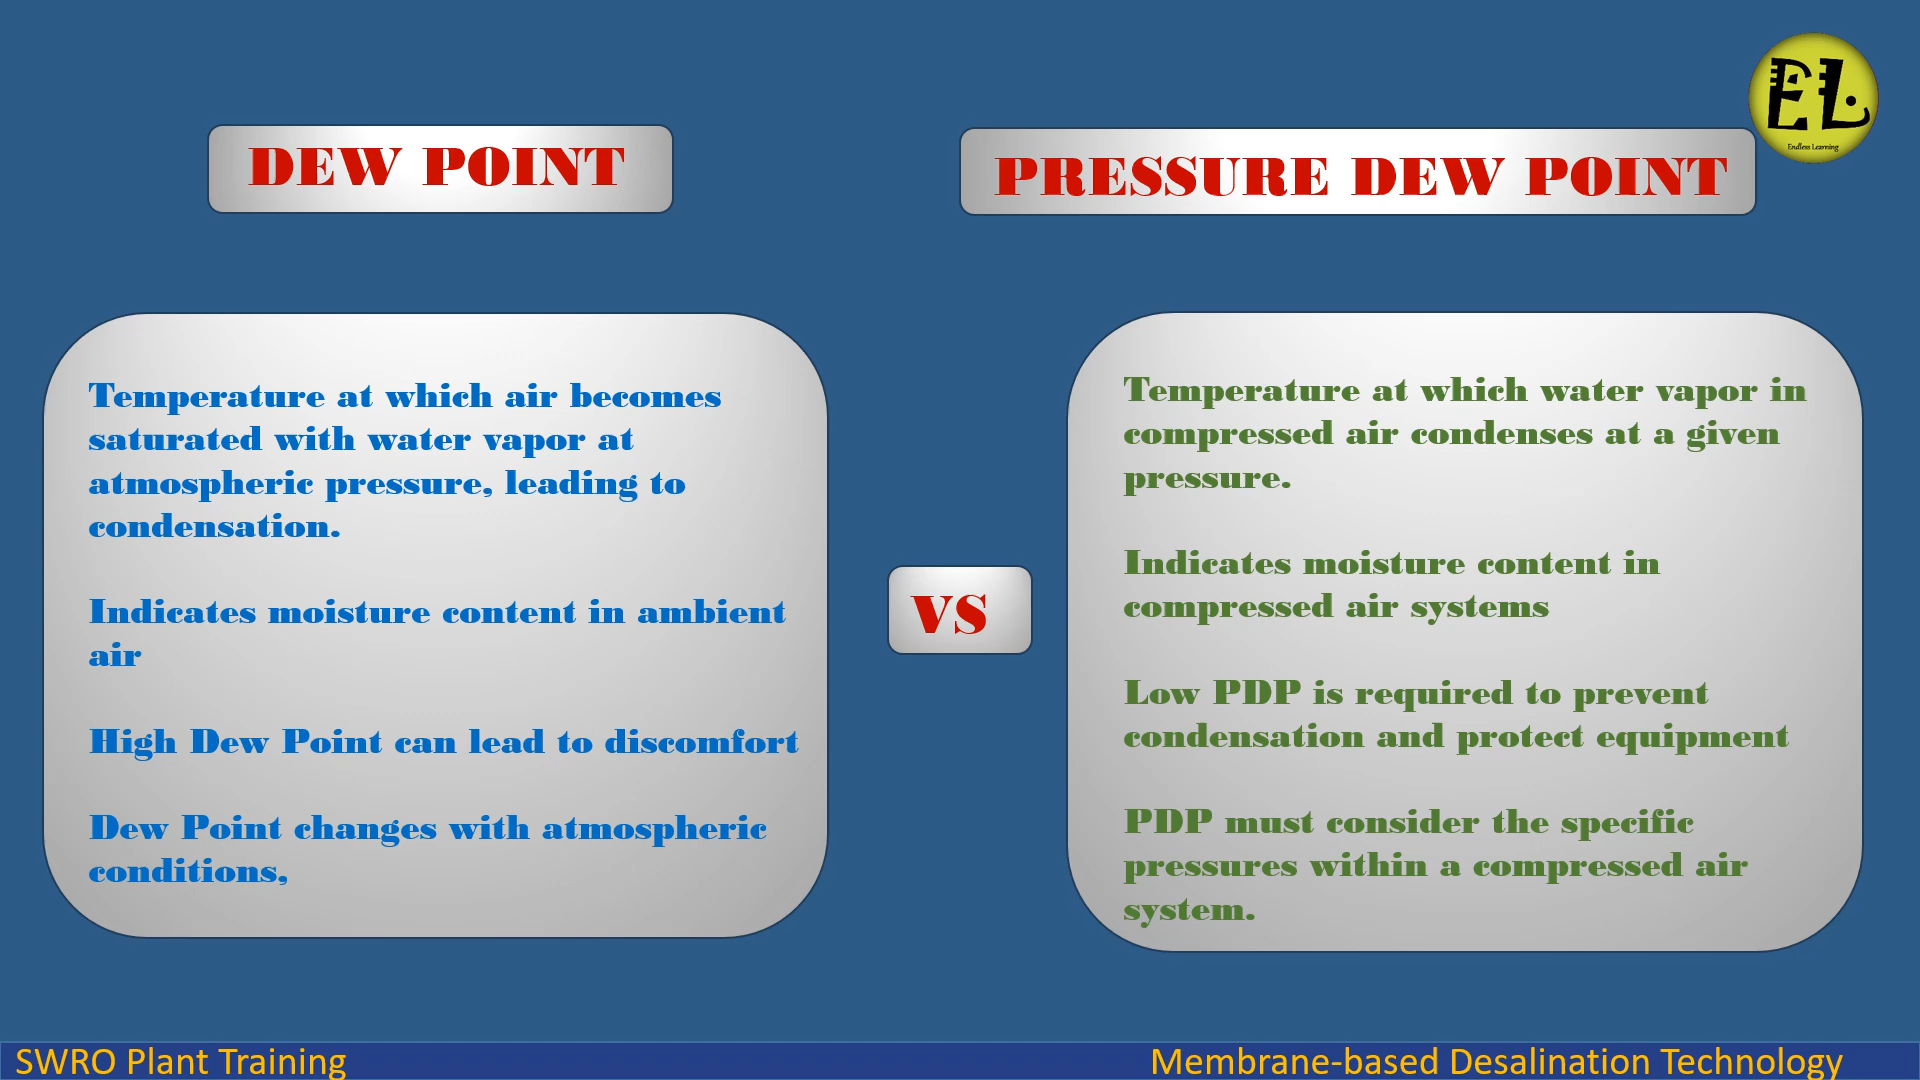 EL
Endless Learning
DEW POINT
PRESSURE DEW POINT
Temperature at which air becomes
saturated with water vapor at
atmospheric pressure, leading to
condensation.
Indicates moisture content in ambient
air
High Dew Point can lead to discomfort
Dew Point changes with atmospheric
conditions,
VS
Temperature at which water vapor in
compressed air condenses at a given
pressure.
Indicates moisture content in
compressed air systems
Low PDP is required to prevent
condensation and protect equipment
PDP must consider the specific
pressures within a compressed air
system.
SWRO Plant Training
Membrane-based Desalination Technology